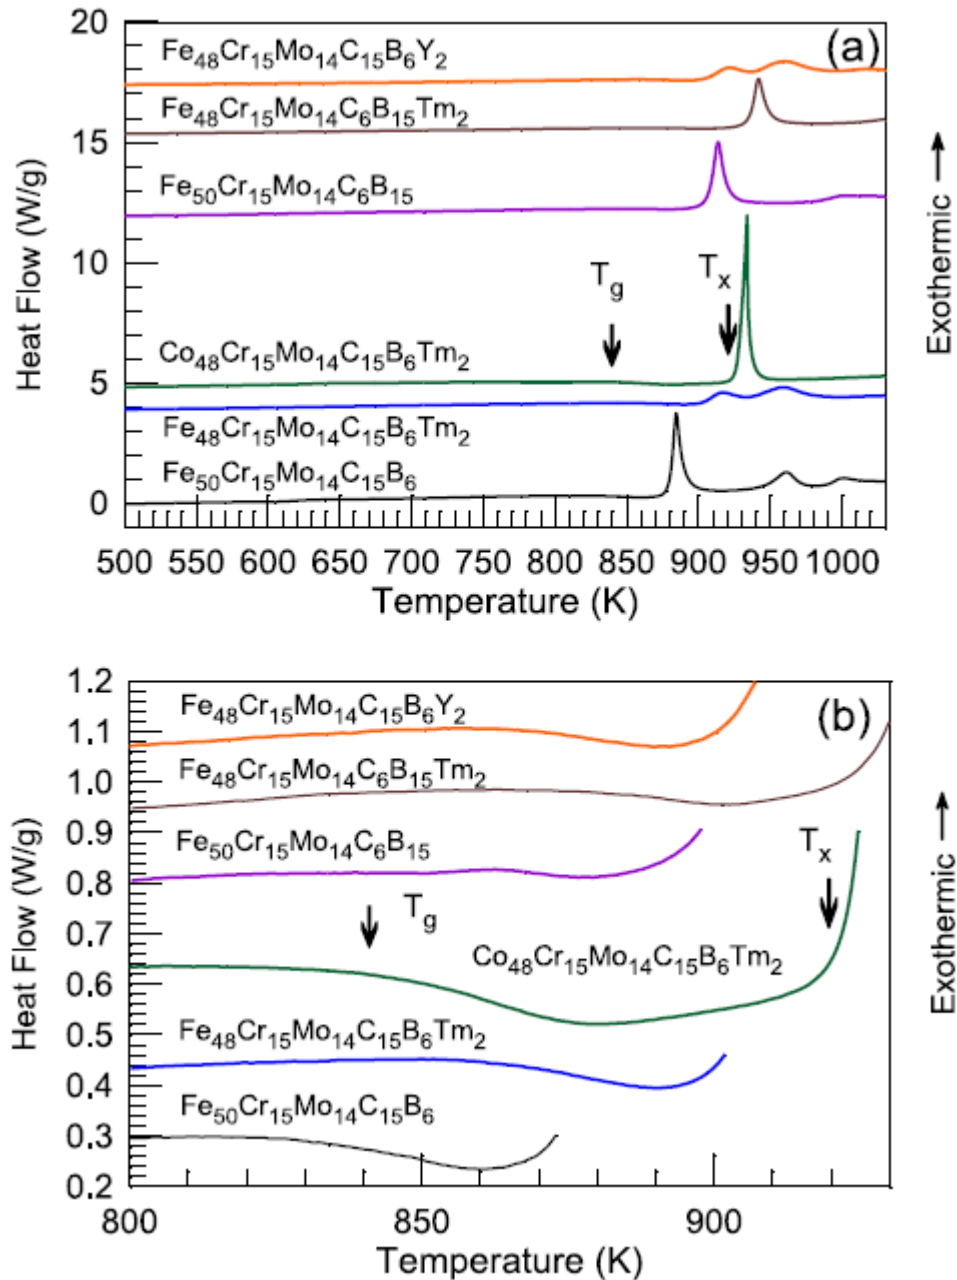 20
(a)
Fe48Cr15Mo14C15B6Y2
Fe48Cr15Mo14C6B15Tm2
15
Fe50Cr15Mo14C6B15
10
Tg
Tx
Co48Cr15Mo14C15B6Tm2
5
Fe48Cr15Mo14C15B6Tm2
Fe50Cr15Mo14C15B6
0
Heat Flow (W/g)
Exothermic →
500 550 600 650 700 750 800 850 900 950 1000
Temperature (K)
1.2
(b)
Fe48Cr15Mo14C15B6Y2
1.1
Fe48Cr15Mo14C6B15Tm2
1.0
0.9
Fe50Cr15Mo14C6B15
Tx
0.8
Tg
0.7
Co48Cr15Mo14C15B6Tm2
0.6
0.5
Fe48Cr15Mo14C15B6Tm2
0.4
Fe50Cr15Mo14C15B6
0.3
0.2
Heat Flow (W/g)
Exothermic →
800 850 900
Temperature (K)